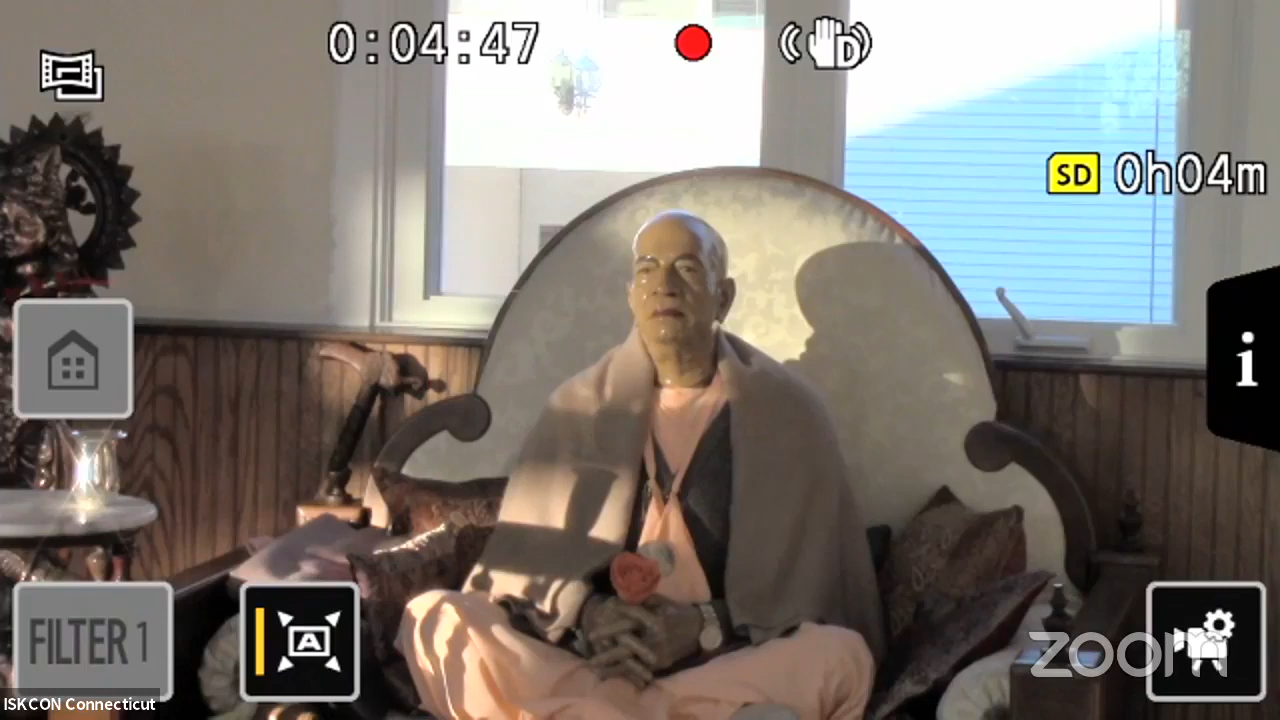 0:04:47
D
SD 0h04m
i
FILTER 1
A
zoom
ISKCON Connecticut